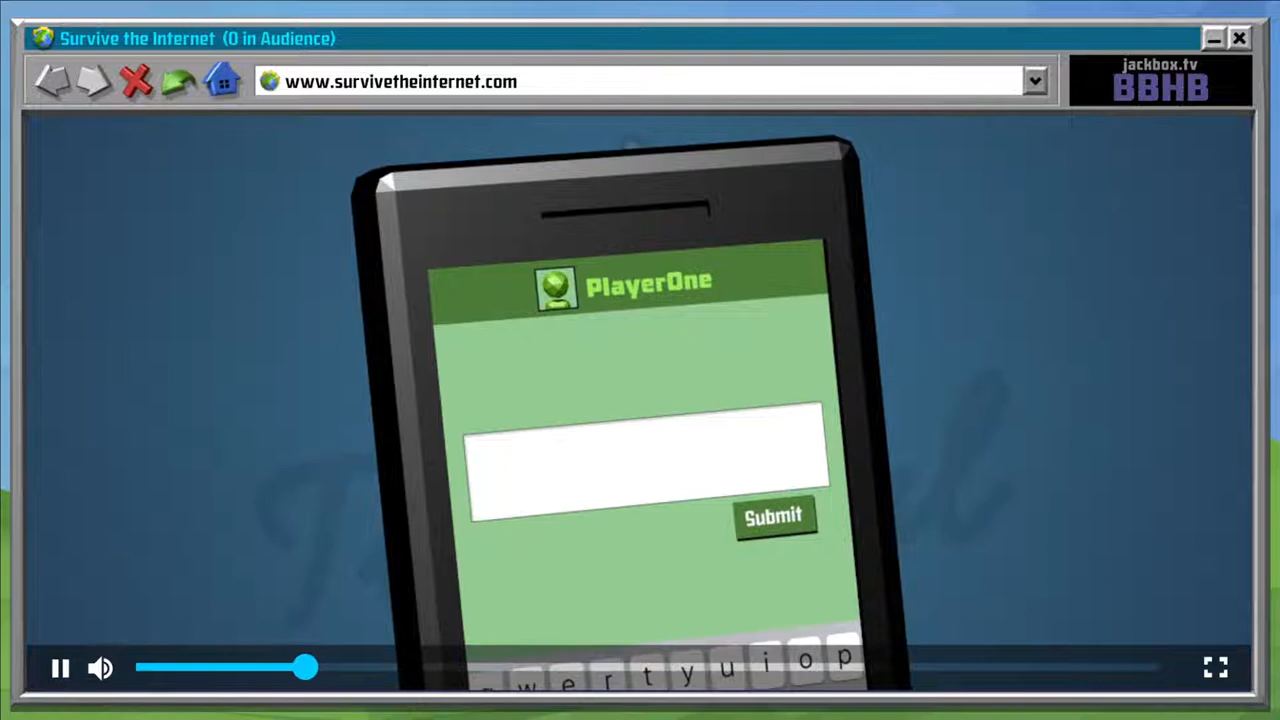 Survive the Internet (0 in Audience)
www.survivetheinternet.com
jackbox.tv
BBHB
PlayerOne
Submit
w e r t y u i o p